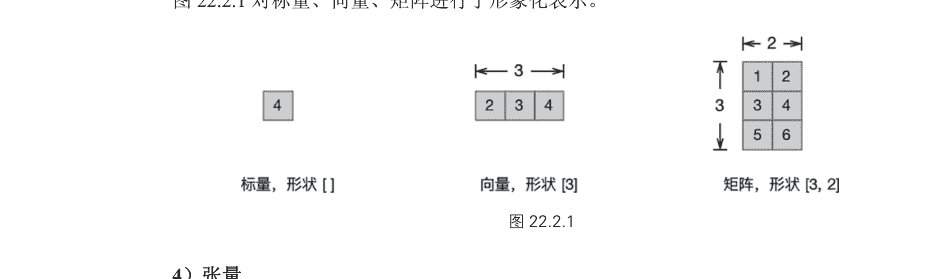 图 22.2.1 对标量、向量、矩阵进行了形象化表示。
2
3
4
2 3 4
3
1 2
3 4
5 6
标量，形状 [ ]
向量，形状 [3]
矩阵，形状 [3, 2]
图 22.2.1
4）张量